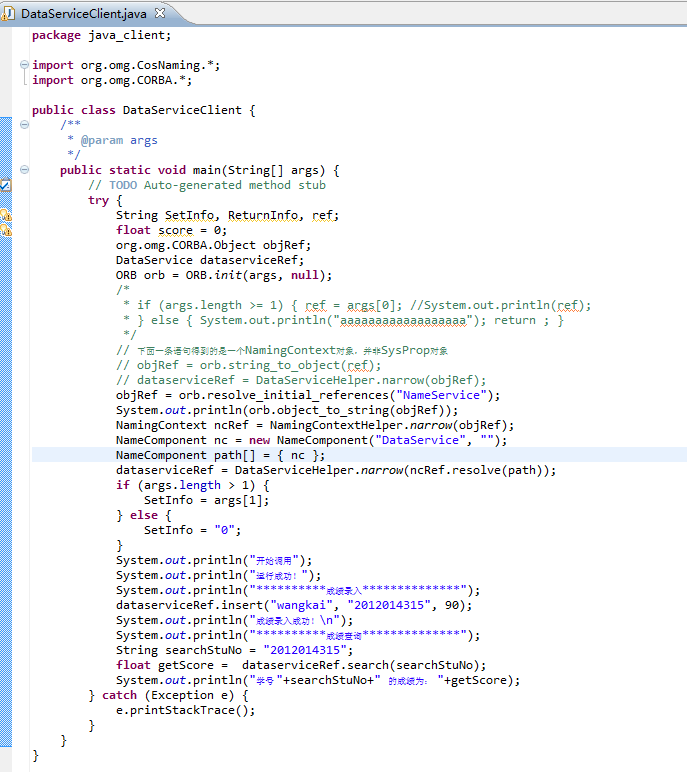 DataServiceClient.java
package java_client;
import org.omg.CosNaming.*;
import org.omg.CORBA.*;
public class DataServiceClient {
/**
* @param args
*/
public static void main(String[] args) {
// TODO Auto-generated method stub
try {
String SetInfo, ReturnInfo, ref;
float score = 0;
org.omg.CORBA.Object objRef;
DataService dataserviceRef;
ORB orb = ORB.init(args, null);
/*
* if (args.length >= 1) { ref = args[0]; //System.out.println(ref);
* } else { System.out.println("aaaaaaaaaaaaaaaaaa"); return ; }
*/
// 下面一条语句得到的是一个NamingContext对象，并非SysProp对象
// objRef = orb.string_to_object(ref);
// dataserviceRef = DataServiceHelper.narrow(objRef);
objRef = orb.resolve_initial_references("NameService");
System.out.println(orb.object_to_string(objRef));
NamingContext ncRef = NamingContextHelper.narrow(objRef);
NameComponent nc = new NameComponent("DataService", "");
NameComponent path[] = { nc };
dataserviceRef = DataServiceHelper.narrow(ncRef.resolve(path));
if (args.length > 1) {
SetInfo = args[1];
} else {
SetInfo = "0";
}
System.out.println("开始调用");
System.out.println("运行成功！");
System.out.println("**********成绩录入**************");
dataserviceRef.insert("wangkai", "2012014315", 90);
System.out.println("成绩录入成功！\n");
System.out.println("**********成绩查询**************");
String searchStuNo = "2012014315";
float getScore =  dataserviceRef.search(searchStuNo);
System.out.println("学号"+searchStuNo+" 的成绩为： "+getScore);
} catch (Exception e) {
e.printStackTrace();
}
}
}